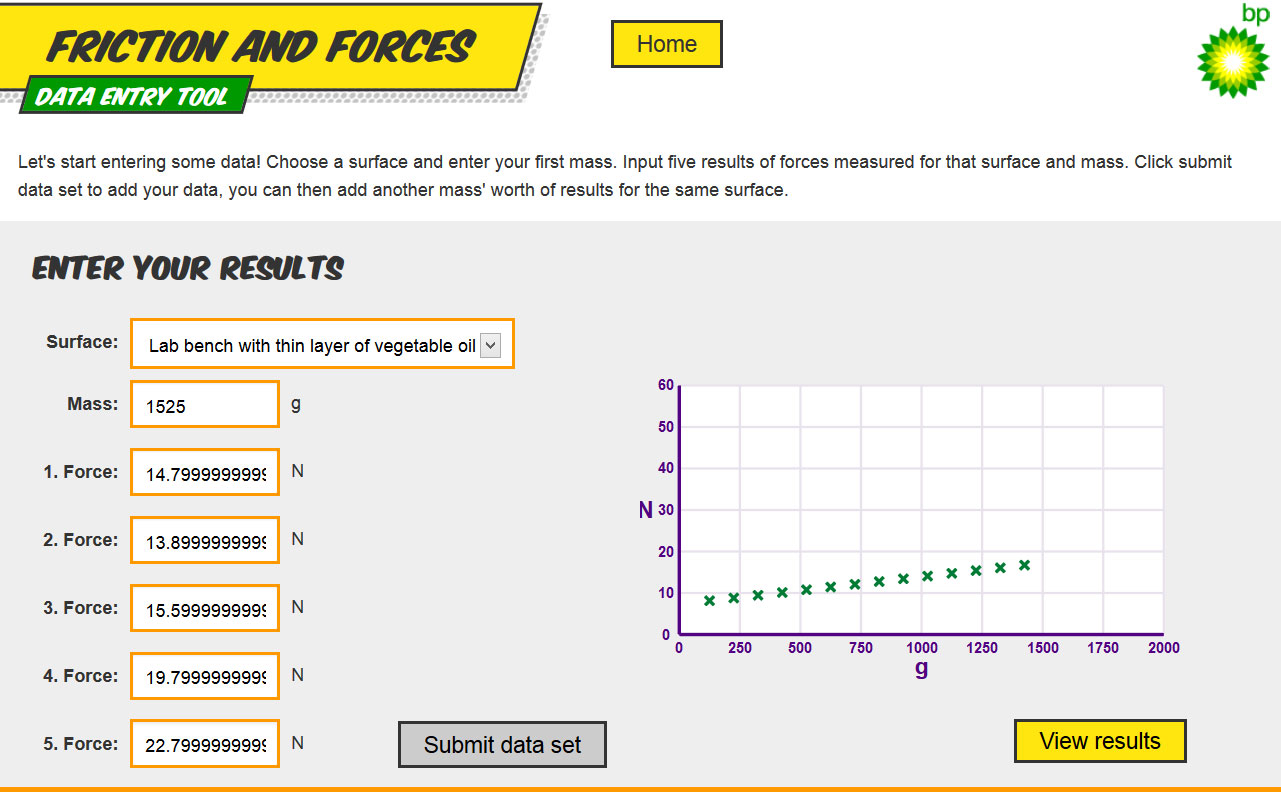 FRICTION AND FORCES
DATA ENTRY TOOL
Home
bp
Let's start entering some data! Choose a surface and enter your first mass. Input five results of forces measured for that surface and mass. Click submit
data set to add your data, you can then add another mass' worth of results for the same surface.
ENTER YOUR RESULTS
Surface: Lab bench with thin layer of vegetable oil
Mass: 1525 g
1. Force: 14.7999999999 N
2. Force: 13.8999999999 N
3. Force: 15.5999999999 N
4. Force: 19.7999999999 N
5. Force: 22.7999999999 N
Submit data set
60
50
40
N 30
20
10
0
0 250 500 750 1000 1250 1500 1750 2000
g
View results